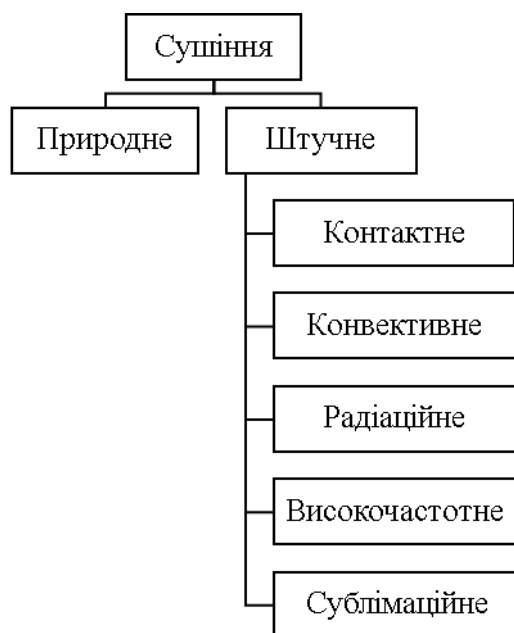 Сушіння
Природне
Штучне
Контактне
Конвективне
Радіаційне
Високочастотне
Сублімаційне